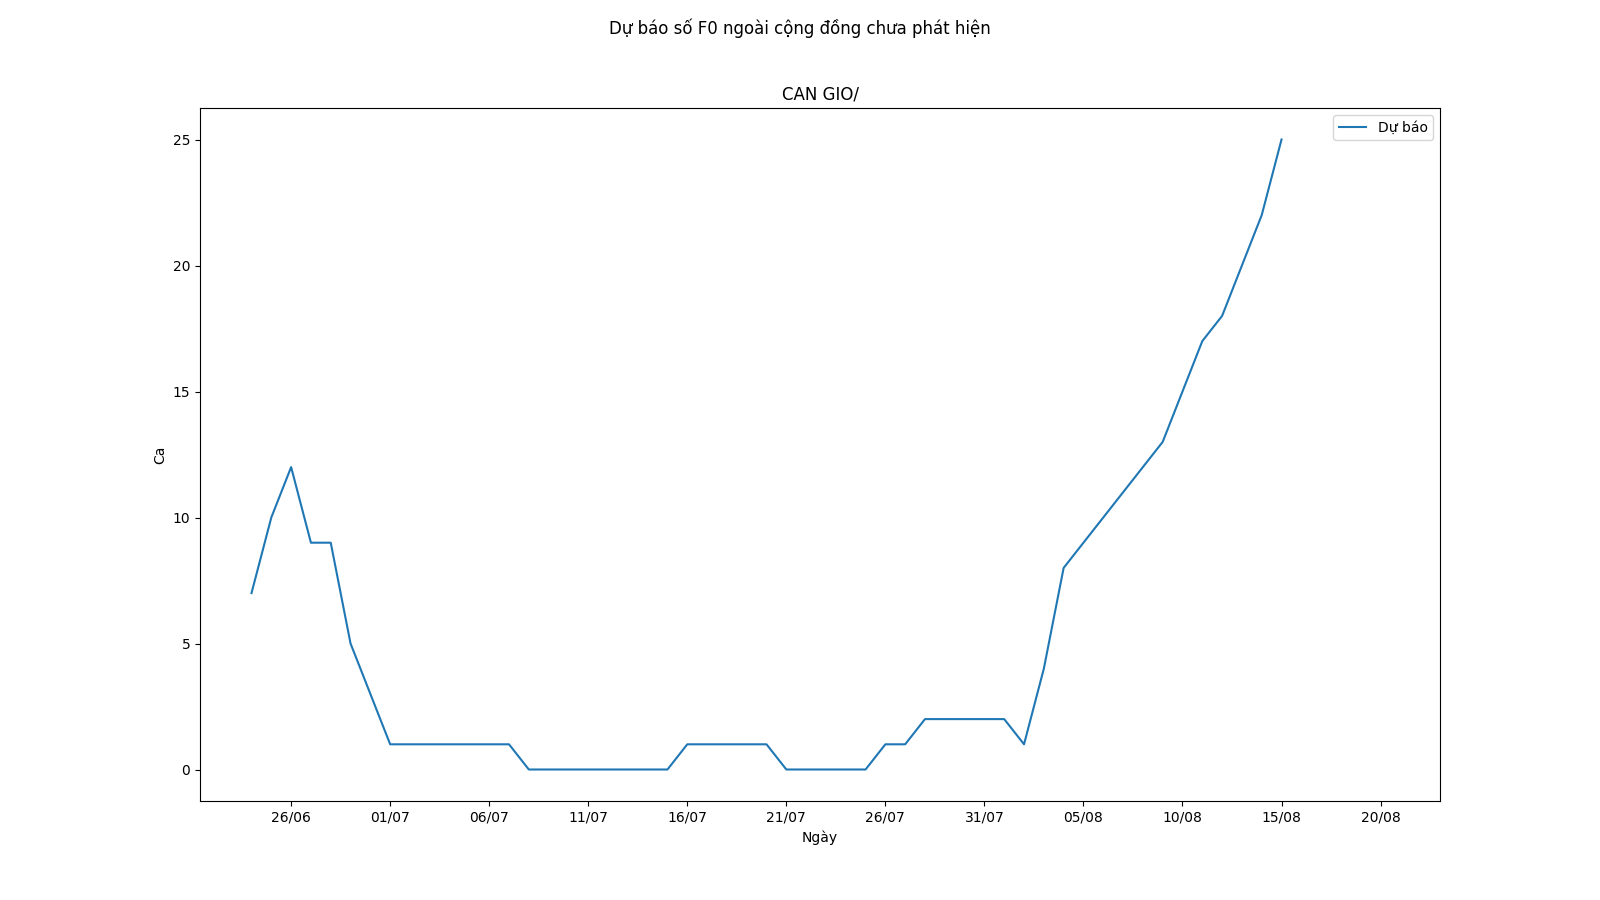 Dự báo số F0 ngoài cộng đồng chưa phát hiện
CAN GIO/
Dự báo
25
20
15
10
5
0
Ca
26/06 01/07 06/07 11/07 16/07 21/07 26/07 31/07 05/08 10/08 15/08 20/08
Ngày